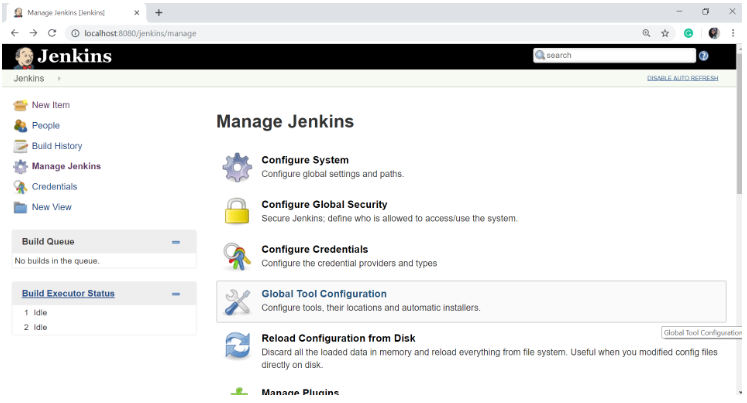 Manage Jenkins [Jenkins]
localhost:8080/jenkins/manage
Jenkins
search
Jenkins
DISABLE AUTO REFRESH
New Item
People
Build History
Manage Jenkins
Credentials
New View
Build Queue
No builds in the queue.
Build Executor Status
1 Idle
2 Idle
Manage Jenkins
Configure System
Configure global settings and paths.
Configure Global Security
Secure Jenkins; define who is allowed to access/use the system.
Configure Credentials
Configure the credential providers and types
Global Tool Configuration
Configure tools, their locations and automatic installers.
Global Tool Configuration
Reload Configuration from Disk
Discard all the loaded data in memory and reload everything from file system. Useful when you modified config files
directly on disk.
Manage Plugins